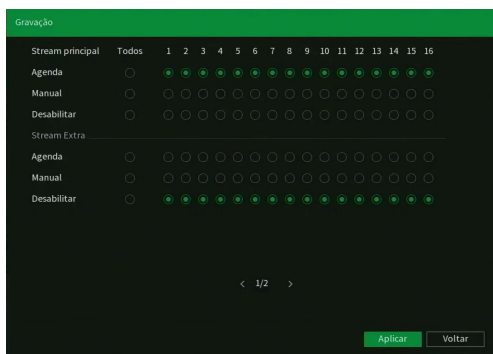 Gravação
Stream principal Todos 1 2 3 4 5 6 7 8 9 10 11 12 13 14 15 16
Agenda
Manual
Desabilitar
Stream Extra
Agenda
Manual
Desabilitar
< 1/2 >
Aplicar Voltar